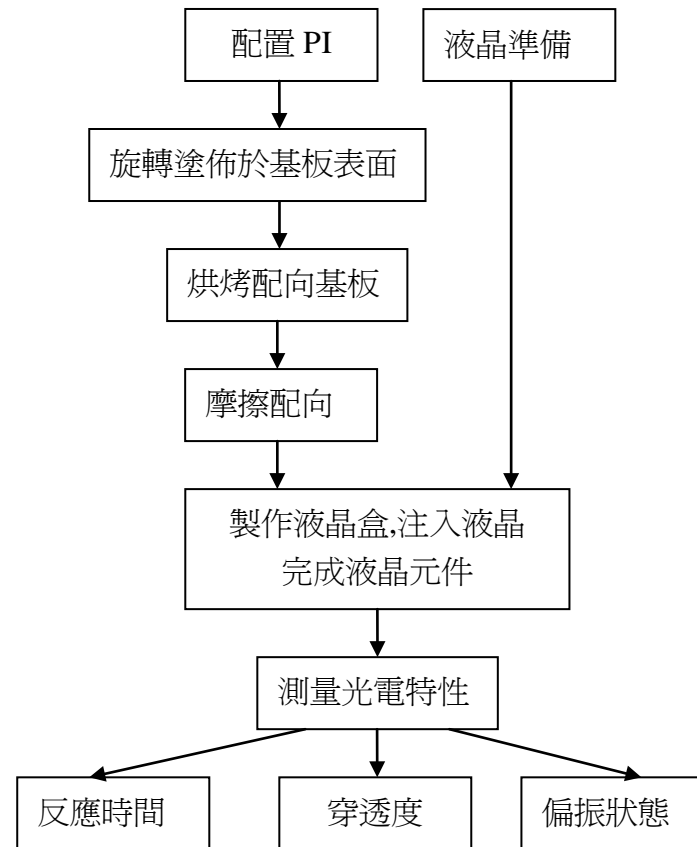 配置 PI
液晶準備
旋轉塗佈於基板表面
烘烤配向基板
摩擦配向
製作液晶盒,注入液晶
完成液晶元件
測量光電特性
反應時間
穿透度
偏振狀態